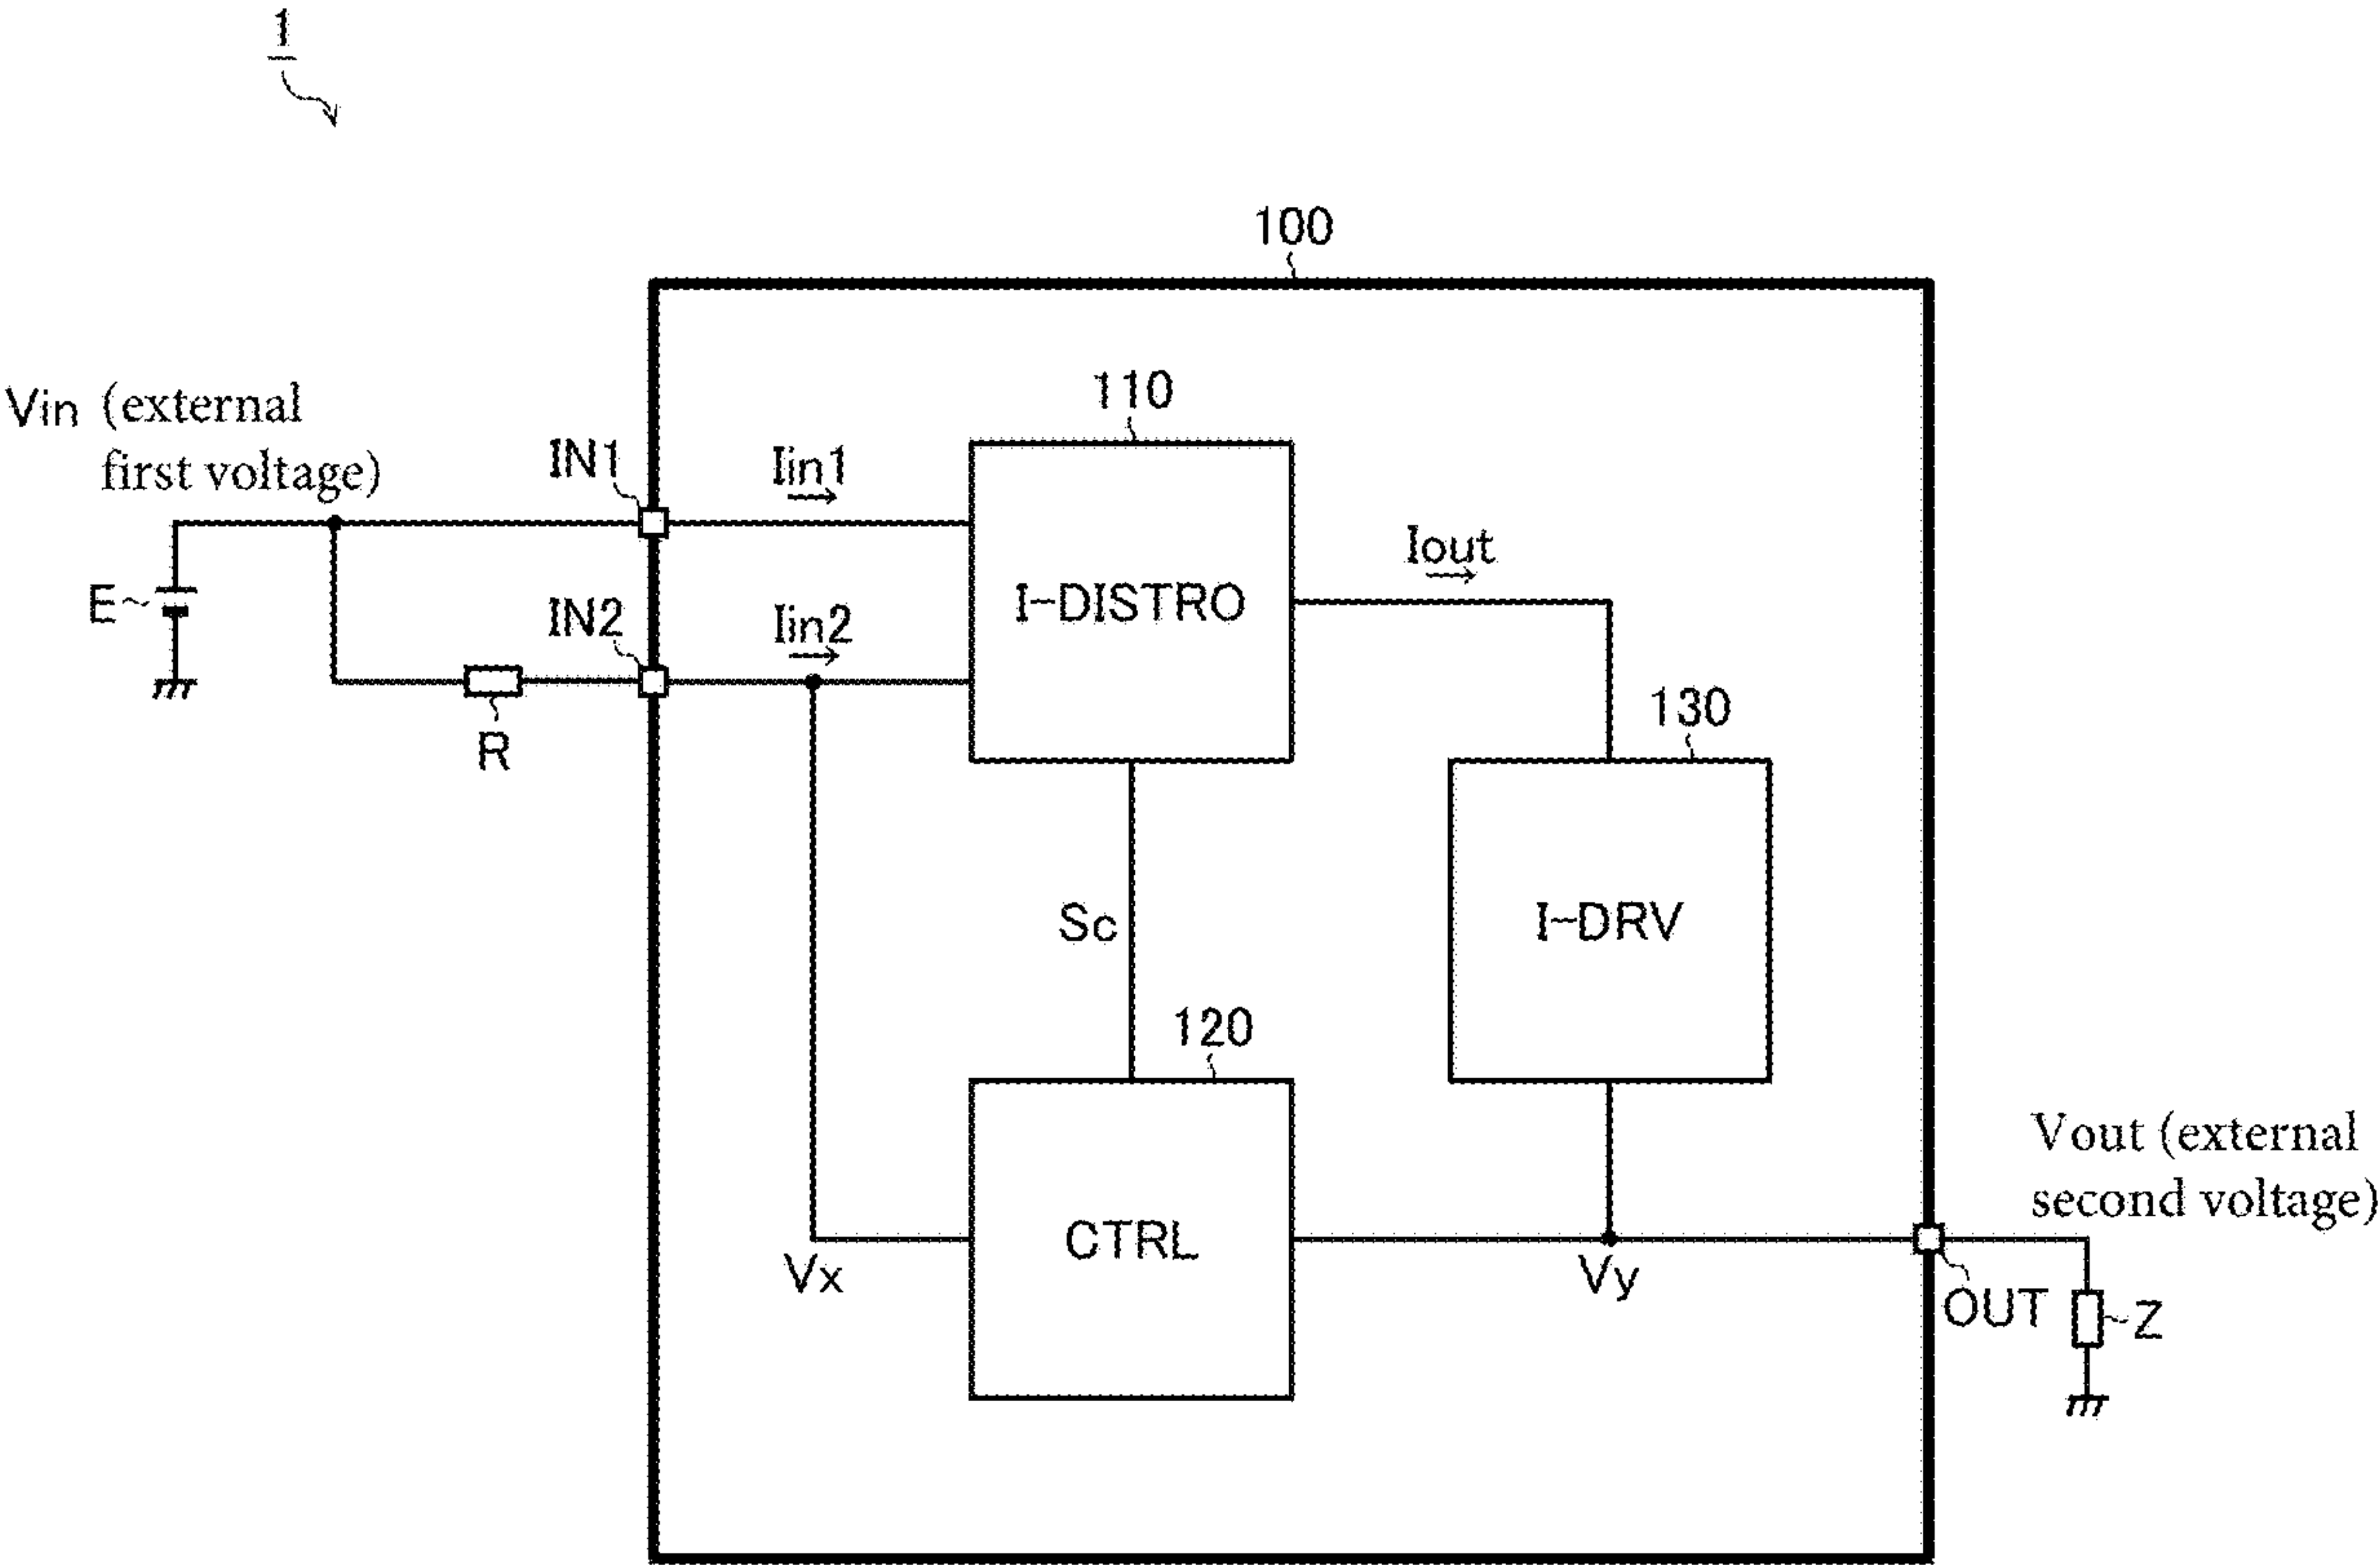 1
100
110
Vin (external
first voltage)
IN1
Iin1
Iout
E
I-DISTRO
IN2
Iin2
130
R
Sc
I-DRV
120
Vout (external
second voltage)
CTRL
Vx
Vy
OUT
Z